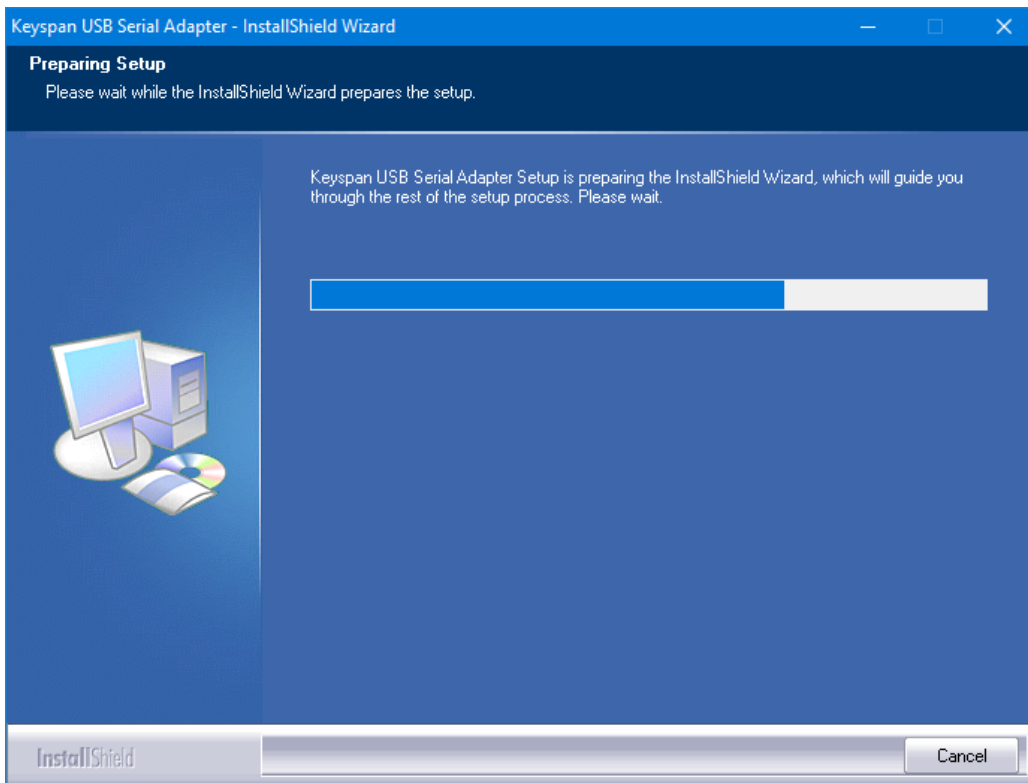 Keyspan USB Serial Adapter - InstallShield Wizard
Preparing Setup
Please wait while the InstallShield Wizard prepares the setup.
Keyspan USB Serial Adapter Setup is preparing the InstallShield Wizard, which will guide you
through the rest of the setup process. Please wait.
InstallShield
Cancel